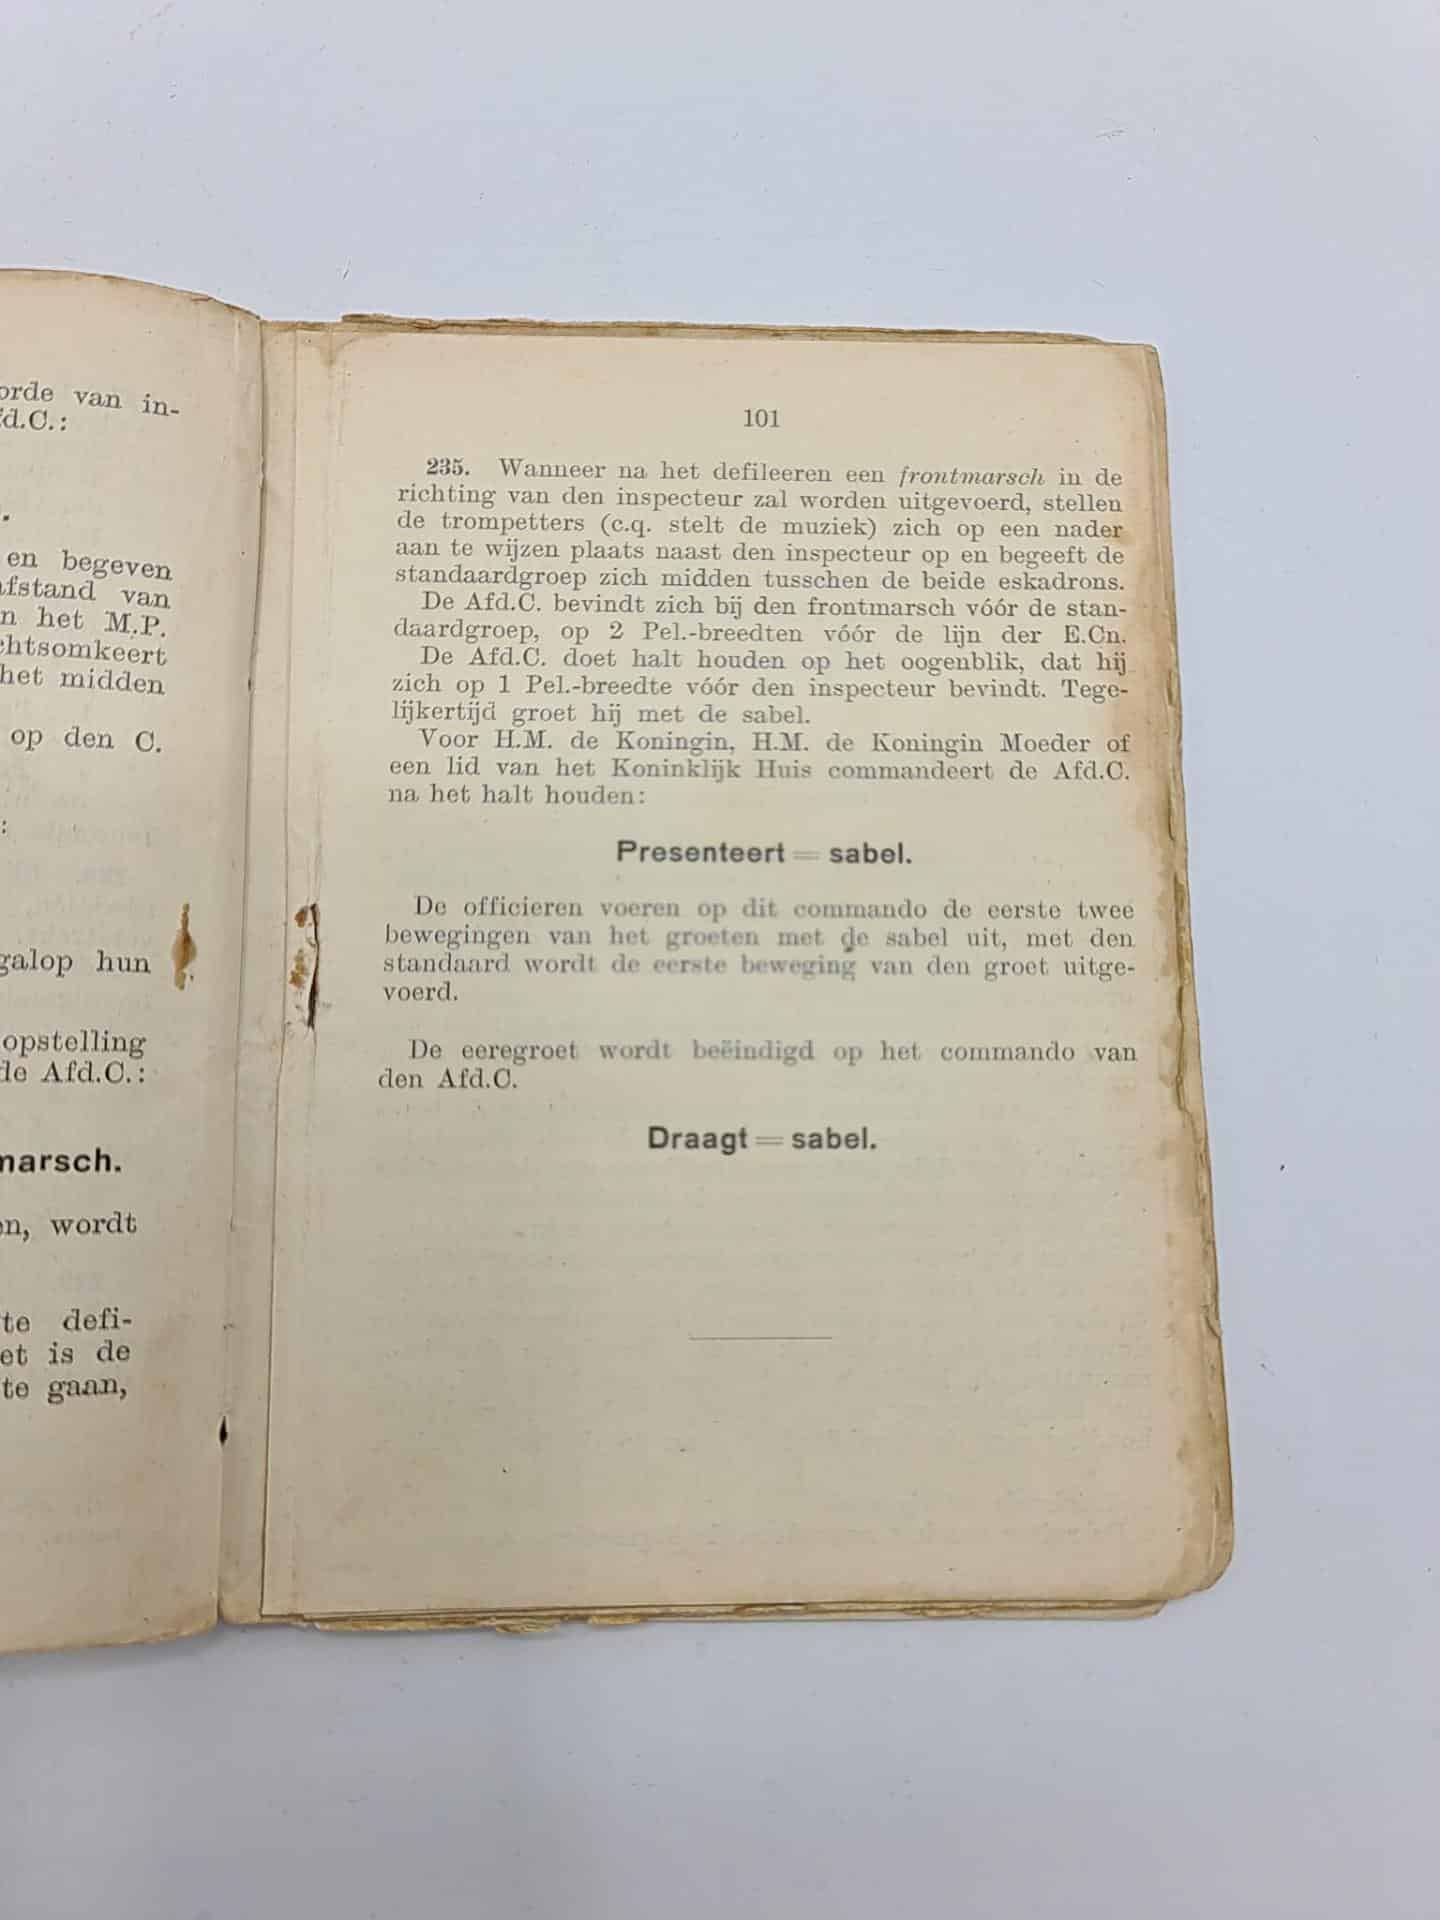 orde van in-
fd.C.:
en begeven
afstand van
n het M.P.
chtsomkeert
het midden
op den C.
:
galop hun
opstelling
de Afd.C.:
marsch.
en, wordt
te defi-
et is de
te gaan,
101
235. Wanneer na het defileeren een frontmarsch in de
richting van den inspecteur zal worden uitgevoerd, stellen
de trompetters (c.q. stelt de muziek) zich op een nader
aan te wijzen plaats naast den inspecteur op en begeeft de
standaardgroep zich midden tusschen de beide eskadrons.
De Afd.C. bevindt zich bij den frontmarsch vóór de stan-
daardgroep, op 2 Pel.-breedten vóór de lijn der E.Cn.
De Afd.C. doet halt houden op het oogenblik, dat hij
zich op 1 Pel.-breedte vóór den inspecteur bevindt. Tege-
lijkertijd groet hij met de sabel.
Voor H.M. de Koningin, H.M. de Koningin Moeder of
een lid van het Koninklijk Huis commandeert de Afd.C.
na het halt houden:
Presenteert = sabel.
De officieren voeren op dit commando de eerste twee
bewegingen van het groeten met de sabel uit, met den
standaard wordt de eerste beweging van den groet uitge-
voerd.
De eeregroet wordt beëindigd op het commando van
den Afd.C.
Draagt = sabel.